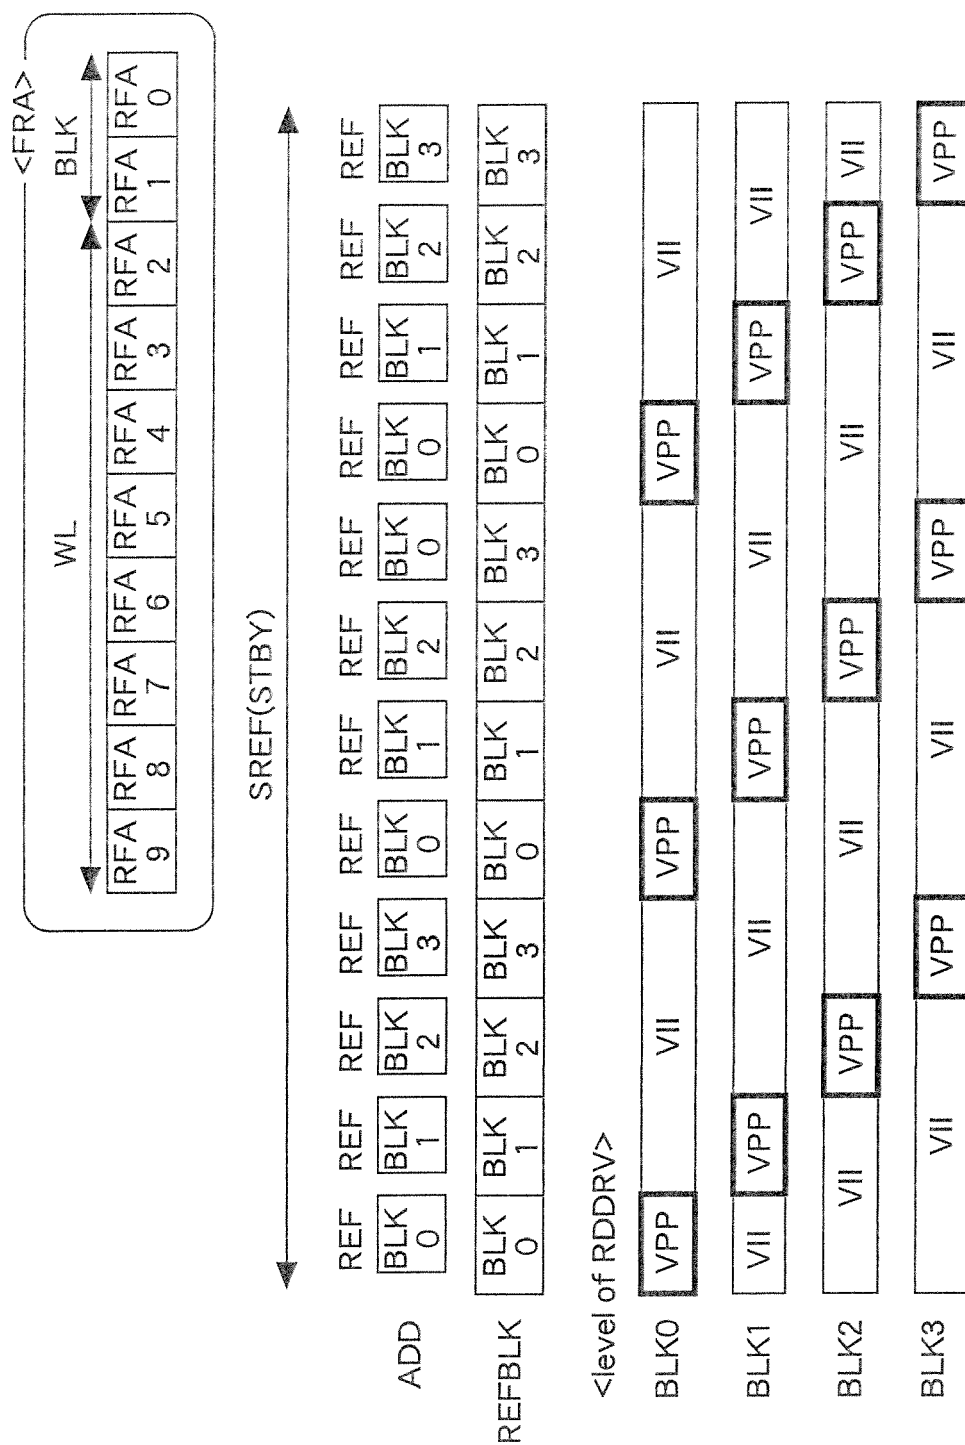 <FRA>
WL BLK
RFA 9 RFA 8 RFA 7 RFA 6 RFA 5 RFA 4 RFA 3 RFA 2 RFA 1 RFA 0
SREF(STBY)
REF REF REF REF REF REF REF REF REF REF REF REF
ADD BLK 0 BLK 1 BLK 2 BLK 3 BLK 0 BLK 1 BLK 2 BLK 0 BLK 0 BLK 1 BLK 2 BLK 3
REFBLK BLK 0 BLK 1 BLK 2 BLK 3 BLK 0 BLK 1 BLK 2 BLK 3 BLK 0 BLK 1 BLK 2 BLK 3
<level of RDDRV>
BLK0 VPP VII VPP VII VPP VII
BLK1 VII VPP VII VPP VII VPP VII
BLK2 VII VPP VII VPP VII VPP VII
BLK3 VII VPP VII VPP VII VPP